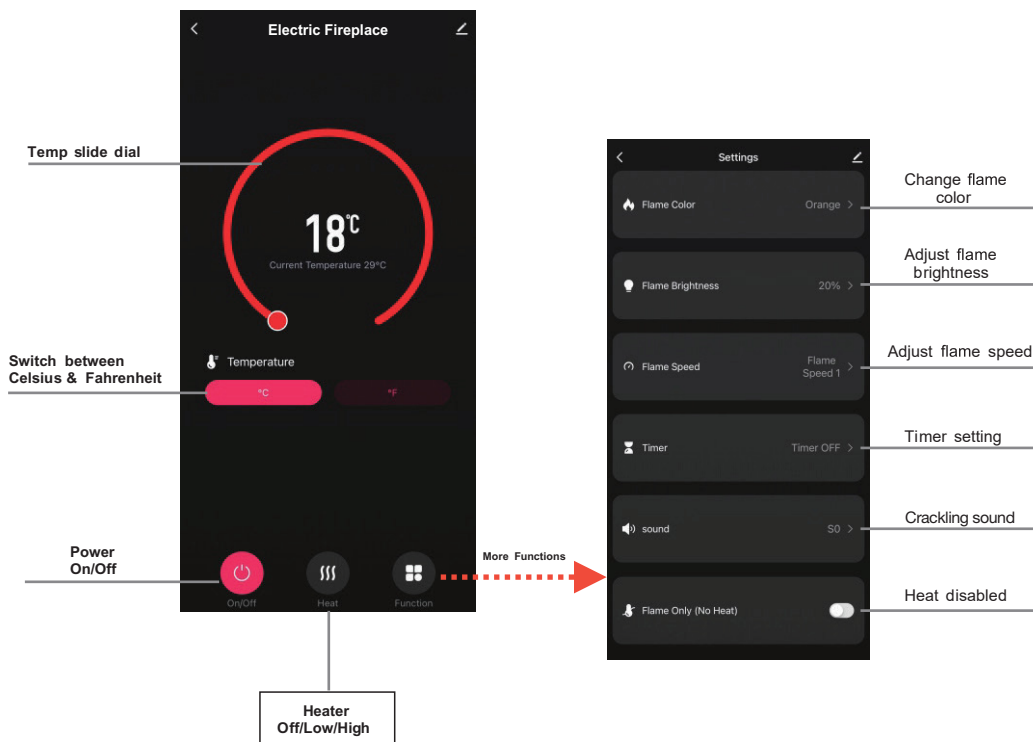 Electric Fireplace
Temp slide dial
18°C
Current Temperature 29°C
Switch between
Celsius & Fahrenheit
Temperature
°C
°F
Power
On/Off
On/Off
Heat
Function
More Functions
Heater
Off/Low/High
Settings
Flame Color
Orange
Change flame
color
Flame Brightness
20%
Adjust flame
brightness
Flame Speed
Flame
Speed 1
Adjust flame speed
Timer
Timer OFF
Timer setting
sound
S0
Crackling sound
Flame Only (No Heat)
Heat disabled